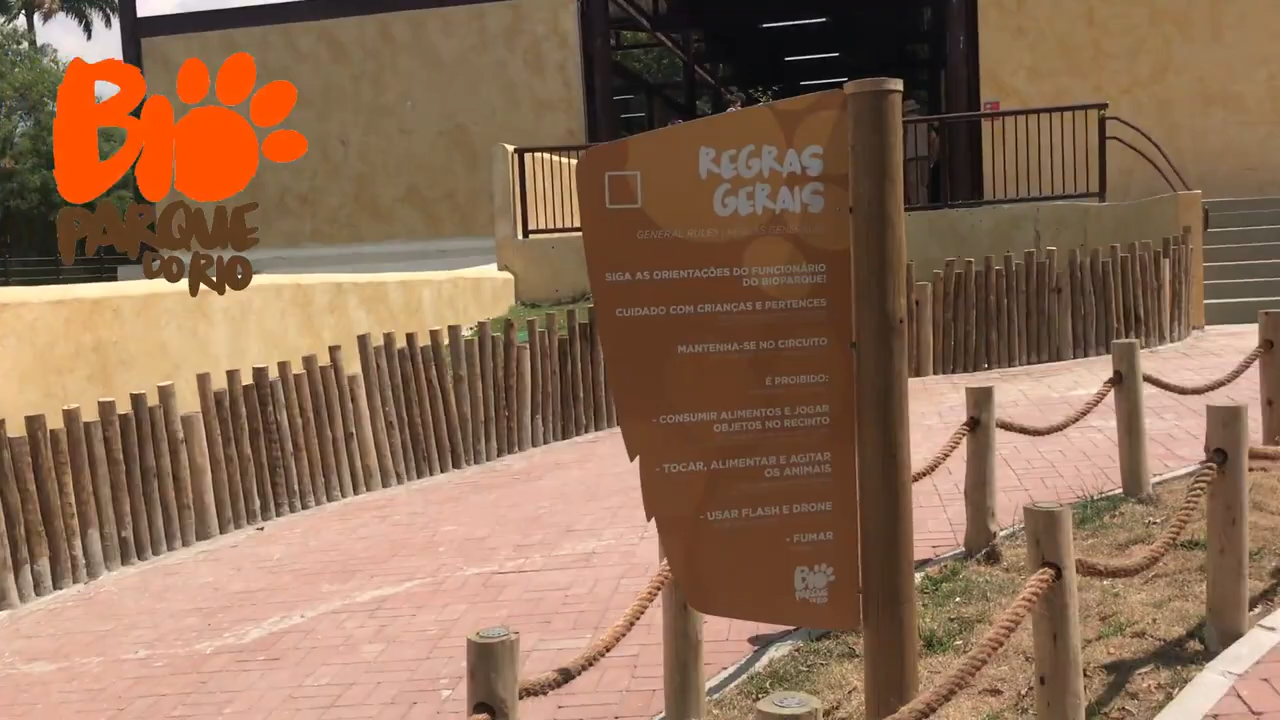 BIO
PARQUE
DO RIO
REGRAS
GERAIS
GENERAL RULES |
SIGA AS ORIENTAÇÕES DO FUNCIONÁRIO
DO BIOPARQUE!
CUIDADO COM CRIANÇAS E PERTENCES
MANTENHA-SE NO CIRCUITO
É PROIBIDO:
- CONSUMIR ALIMENTOS E JOGAR
OBJETOS NO RECINTO
- TOCAR, ALIMENTAR E AGITAR
OS ANIMAIS
- USAR FLASH E DRONE
- FUMAR
BIO
PARQUE
DO RIO